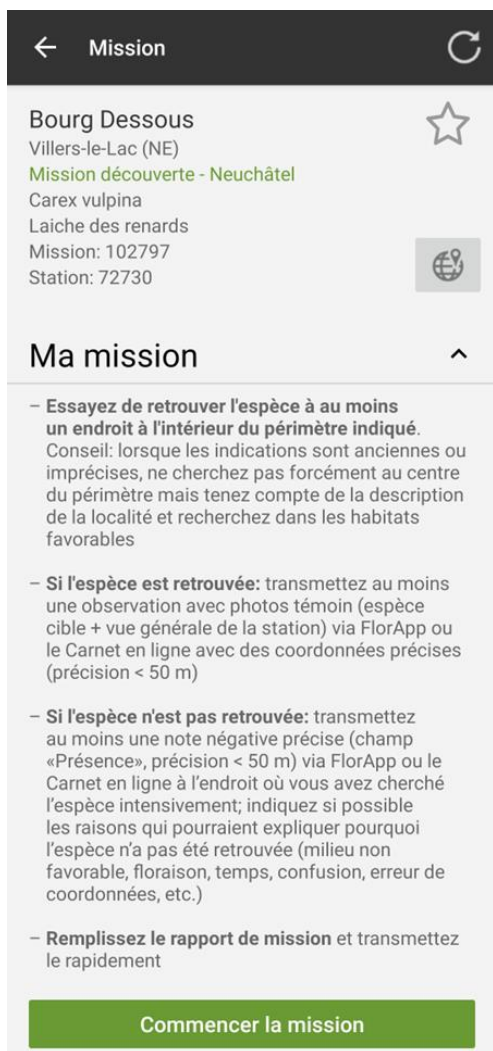 Mission
Bourg Dessous
Villers-le-Lac (NE)
Mission découverte - Neuchâtel
Carex vulpina
Laiche des renards
Mission: 102797
Station: 72730
Ma mission
– Essayez de retrouver l'espèce à au moins
un endroit à l'intérieur du périmètre indiqué.
Conseil: lorsque les indications sont anciennes ou
imprécises, ne cherchez pas forcément au centre
du périmètre mais tenez compte de la description
de la localité et recherchez dans les habitats
favorables
– Si l'espèce est retrouvée: transmettez au moins
une observation avec photos témoin (espèce
cible + vue générale de la station) via FlorApp ou
le Carnet en ligne avec des coordonnées précises
(précision < 50 m)
– Si l'espèce n'est pas retrouvée: transmettez
au moins une note négative précise (champ
«Présence», précision < 50 m) via FlorApp ou le
Carnet en ligne à l’endroit où vous avez cherché
l’espèce intensivement; indiquez si possible
les raisons qui pourraient expliquer pourquoi
l’espèce n’a pas été retrouvée (milieu non
favorable, floraison, temps, confusion, erreur de
coordonnées, etc.)
– Remplissez le rapport de mission et transmettez
le rapidement
Commencer la mission